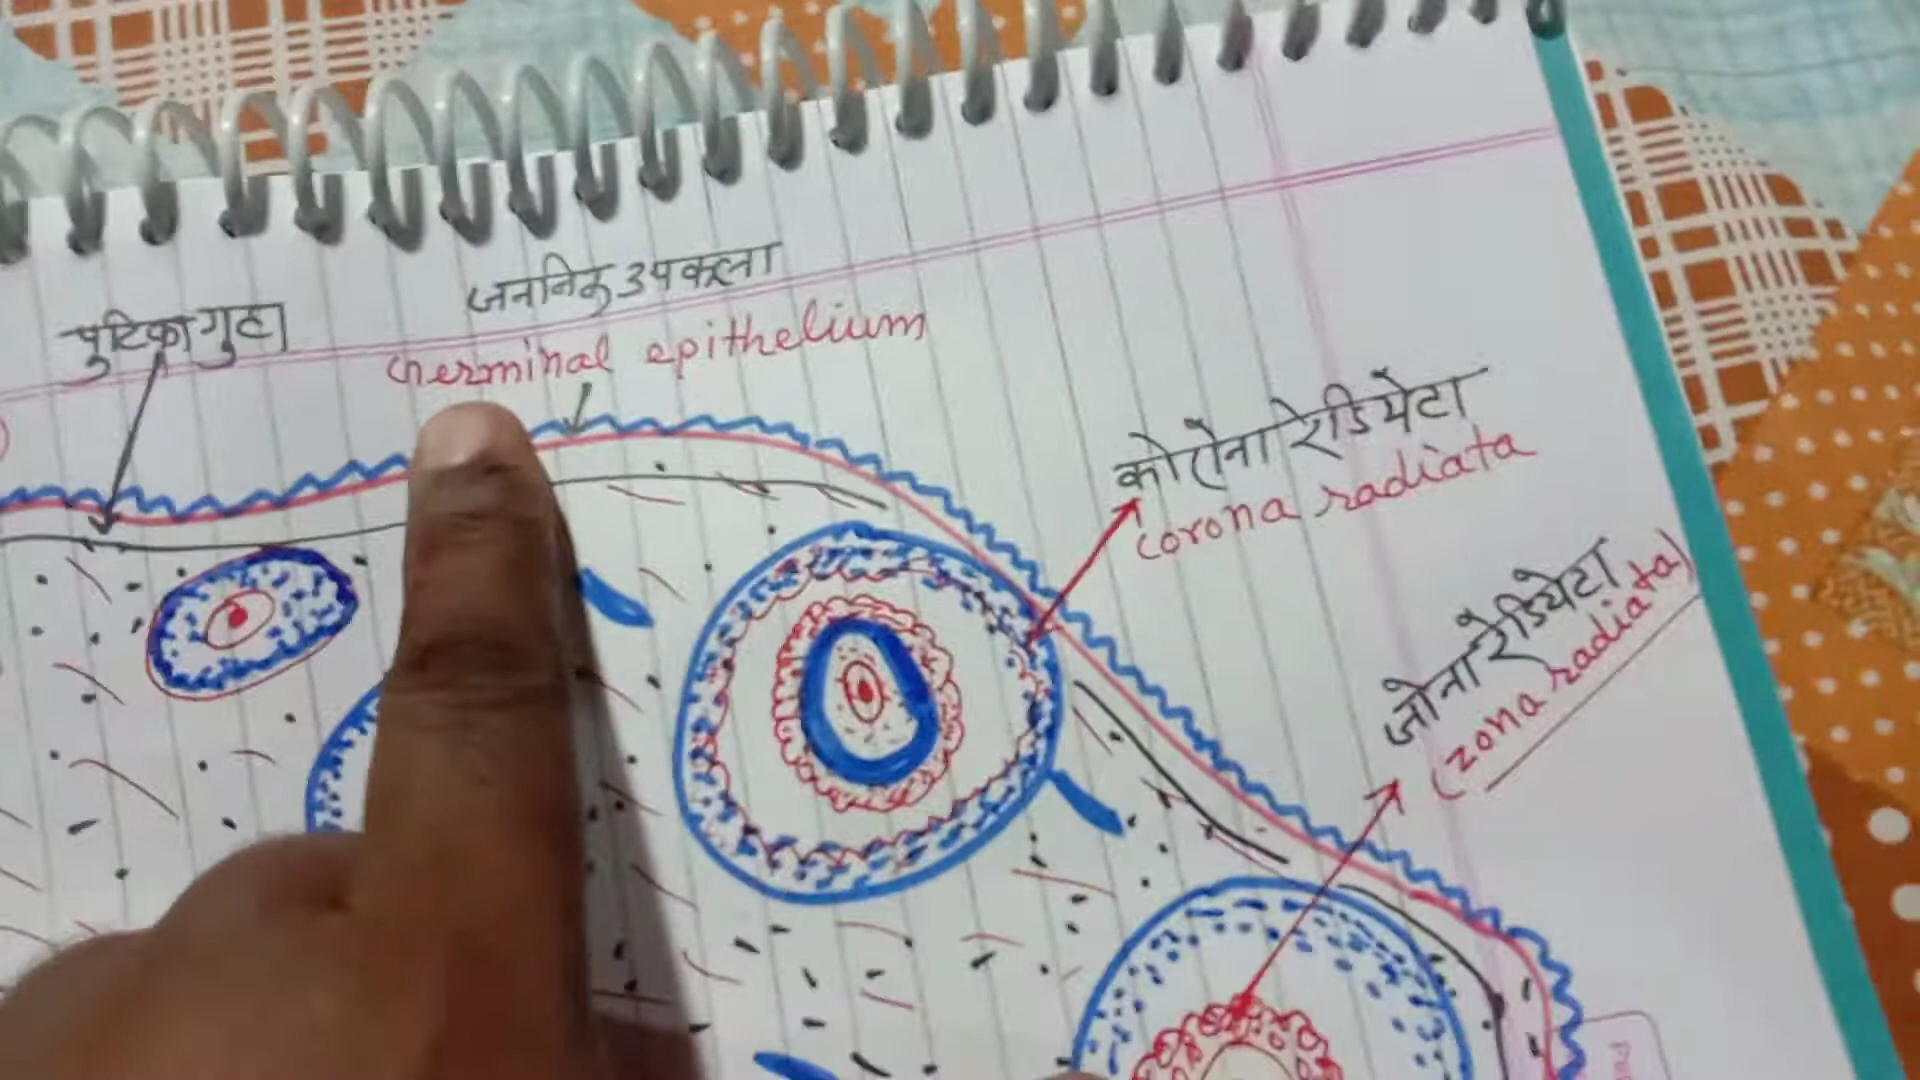 जननिक उपकला
पुटिका गुहा
Germinal epithelium
कोरोना रेडियेटा
corona radiata
जोना रेडियेटा
(zona radiata)